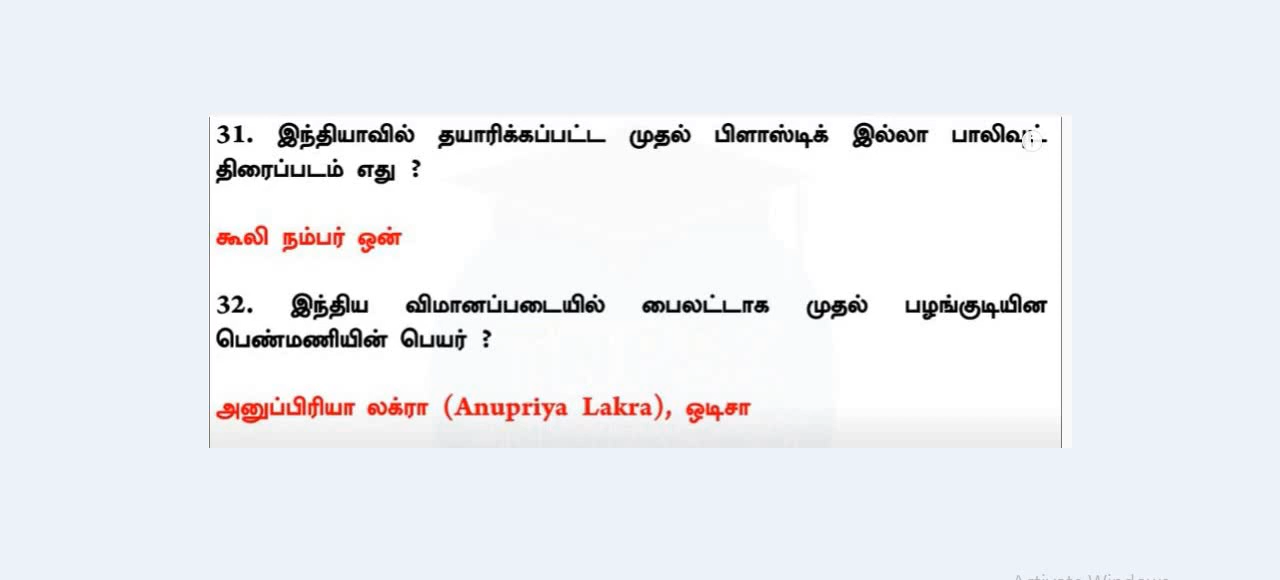 31. இந்தியாவில் தயாரிக்கப்பட்ட முதல் பிளாஸ்டிக் இல்லா பாலிவுட்
திரைப்படம் எது ?
கூலி நம்பர் ஒன்
32. இந்திய விமானப்படையில் பைலட்டாக முதல் பழங்குடியின
பெண்மணியின் பெயர் ?
அனுப்பிரியா லக்ரா (Anupriya Lakra), ஒடிசா